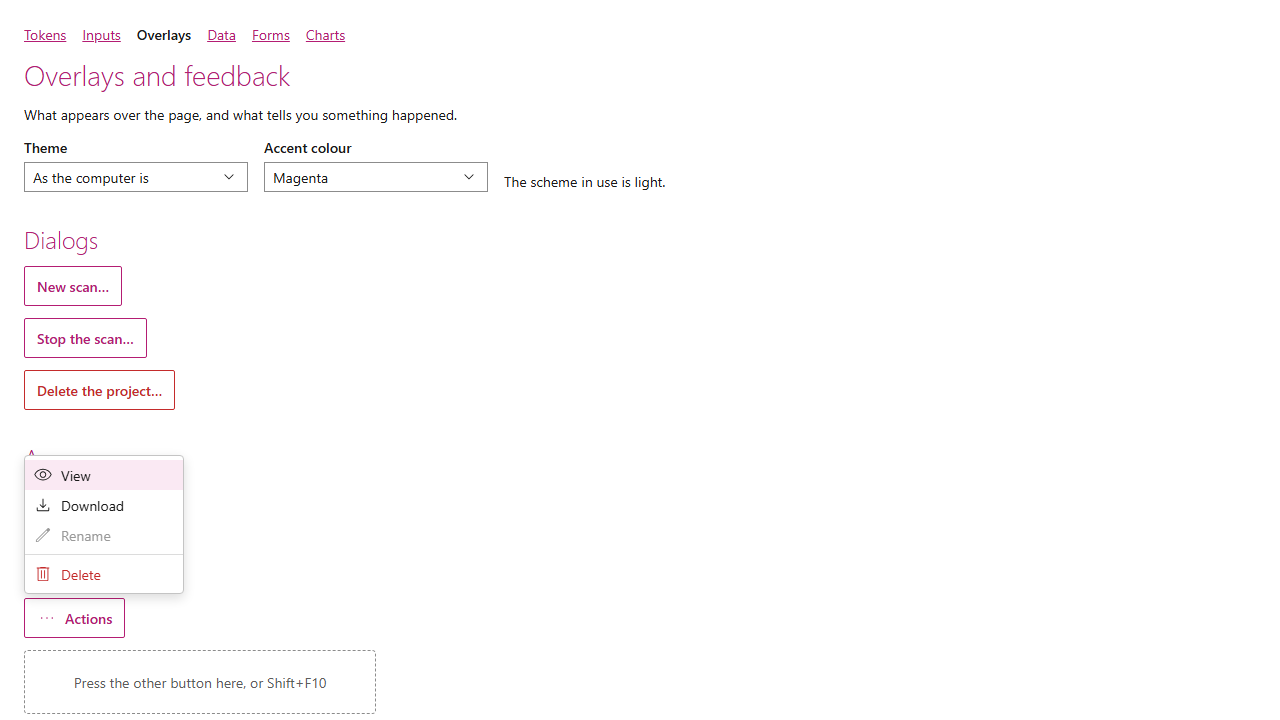 Tokens Inputs Overlays Data Forms Charts
Overlays and feedback
What appears over the page, and what tells you something happened.
Theme Accent colour
As the computer is Magenta The scheme in use is light.
Dialogs
New scan...
Stop the scan...
Delete the project...
View
Download
Rename
Delete
Actions
Press the other button here, or Shift+F10